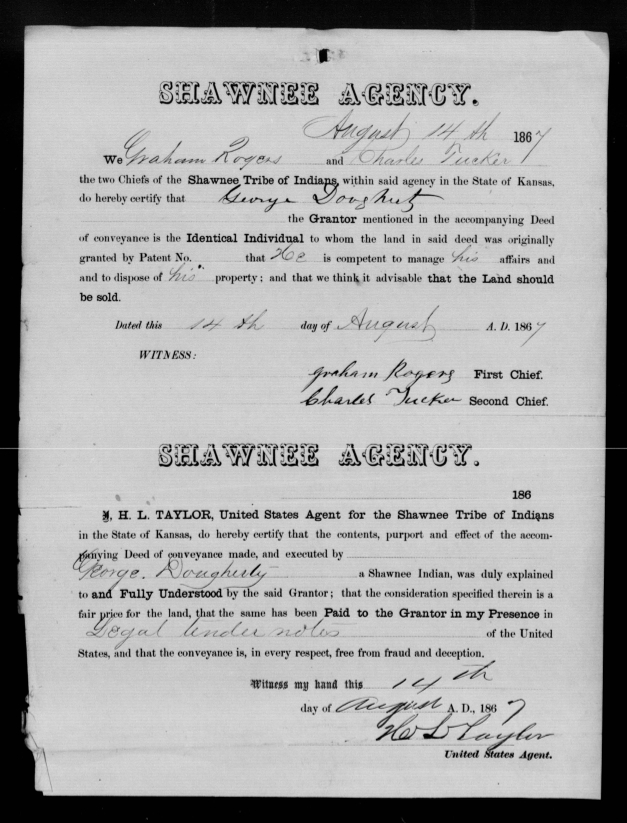 SHAWNEE AGENCY.
August 14 th 1867
We Graham Rogers and Charles Tucker
the two Chiefs of the Shawnee Tribe of Indians, within said agency in the State of Kansas,
do hereby certify that George Dougherty
the Grantor mentioned in the accompanying Deed
of conveyance is the Identical Individual to whom the land in said deed was originally
granted by Patent No. that He is competent to manage his affairs and
and to dispose of his property; and that we think it advisable that the Land should
be sold.
Dated this 14 th day of August A. D. 1867
WITNESS:
graham Rogers First Chief.
Charles Tucker Second Chief.
SHAWNEE AGENCY.
186
I, H. L. TAYLOR, United States Agent for the Shawnee Tribe of Indians
in the State of Kansas, do hereby certify that the contents, purport and effect of the accom-
panying Deed of conveyance made, and executed by
George. Dougherty a Shawnee Indian, was duly explained
to and Fully Understood by the said Grantor; that the consideration specified therein is a
fair price for the land, that the same has been Paid to the Grantor in my Presence in
Legal tender notes of the United
States, and that the conveyance is, in every respect, free from fraud and deception.
Witness my hand this 14 th
day of August A. D., 1867
H L Taylor
United States Agent.